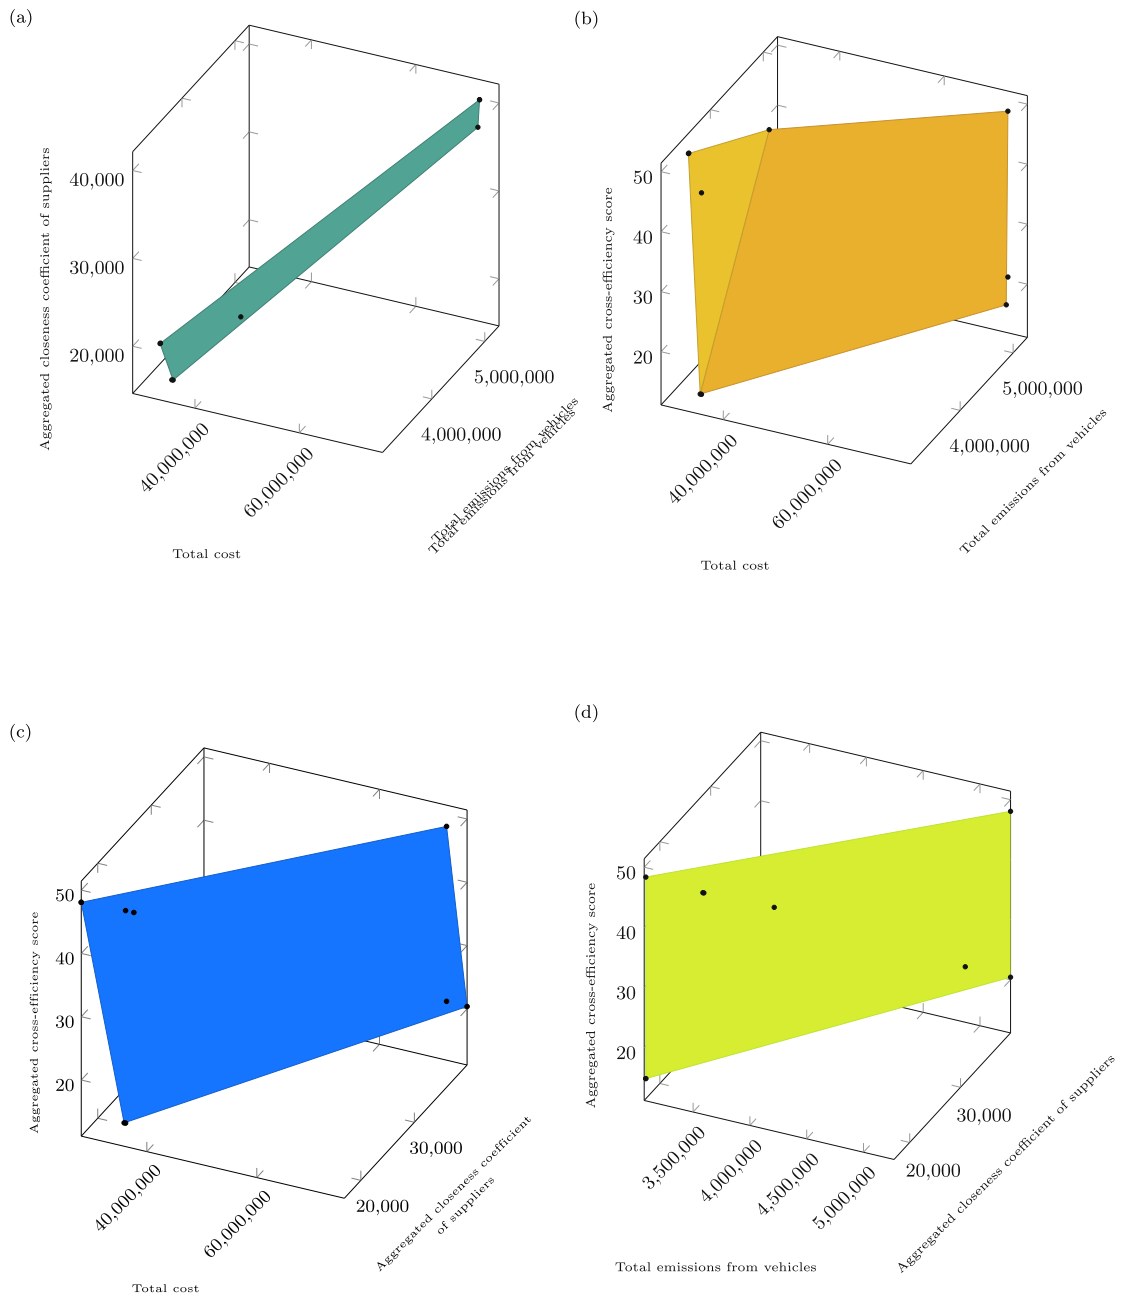 (a)
Aggregated closeness coefficient of suppliers
40,000
30,000
20,000
40,000,000
60,000,000
Total cost
4,000,000
5,000,000
Total emissions from vehicles
Total emissions from vehicles
(b)
Aggregated cross-efficiency score
50
40
30
20
40,000,000
60,000,000
Total cost
4,000,000
5,000,000
Total emissions from vehicles
(c)
Aggregated cross-efficiency score
50
40
30
20
40,000,000
60,000,000
Total cost
20,000
30,000
Aggregated closeness coefficient
of suppliers
(d)
Aggregated cross-efficiency score
50
40
30
20
3,500,000
4,000,000
4,500,000
5,000,000
Total emissions from vehicles
20,000
30,000
Aggregated closeness coefficient of suppliers